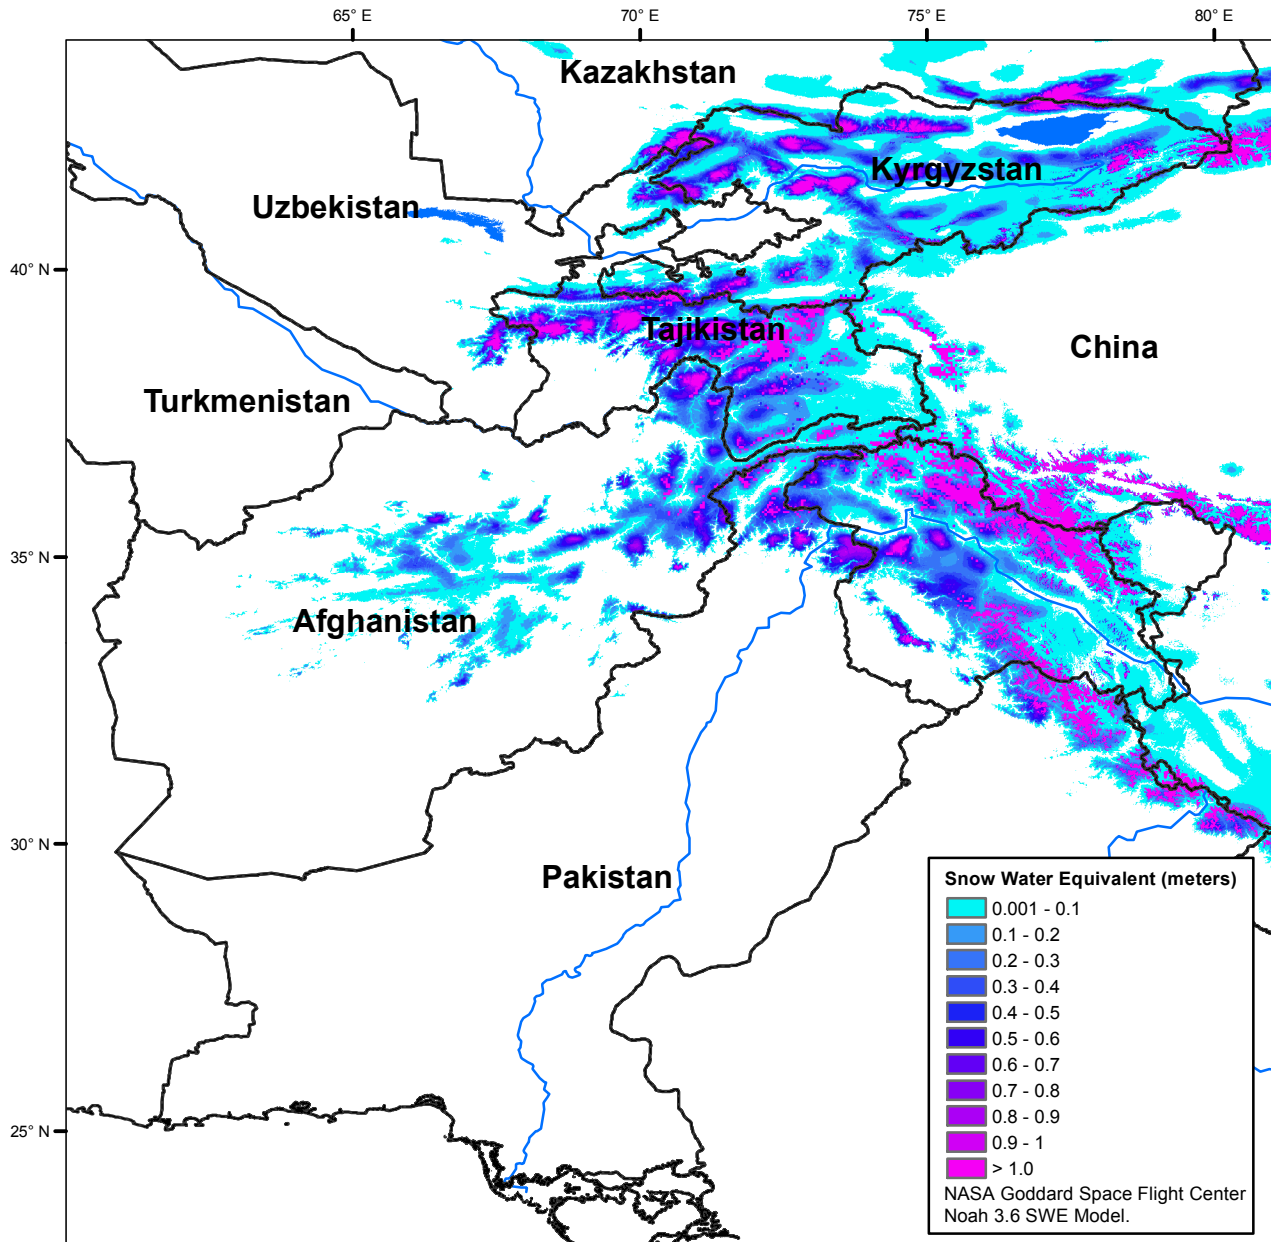 65° E
70° E
75° E
80° E
Kazakhstan
Kyrgyzstan
Uzbekistan
40° N
Tajikistan
China
Turkmenistan
35° N
Afghanistan
30° N
Pakistan
25° N
Snow Water Equivalent (meters)
0.001 - 0.1
0.1 - 0.2
0.2 - 0.3
0.3 - 0.4
0.4 - 0.5
0.5 - 0.6
0.6 - 0.7
0.7 - 0.8
0.8 - 0.9
0.9 - 1
> 1.0
NASA Goddard Space Flight Center
Noah 3.6 SWE Model.